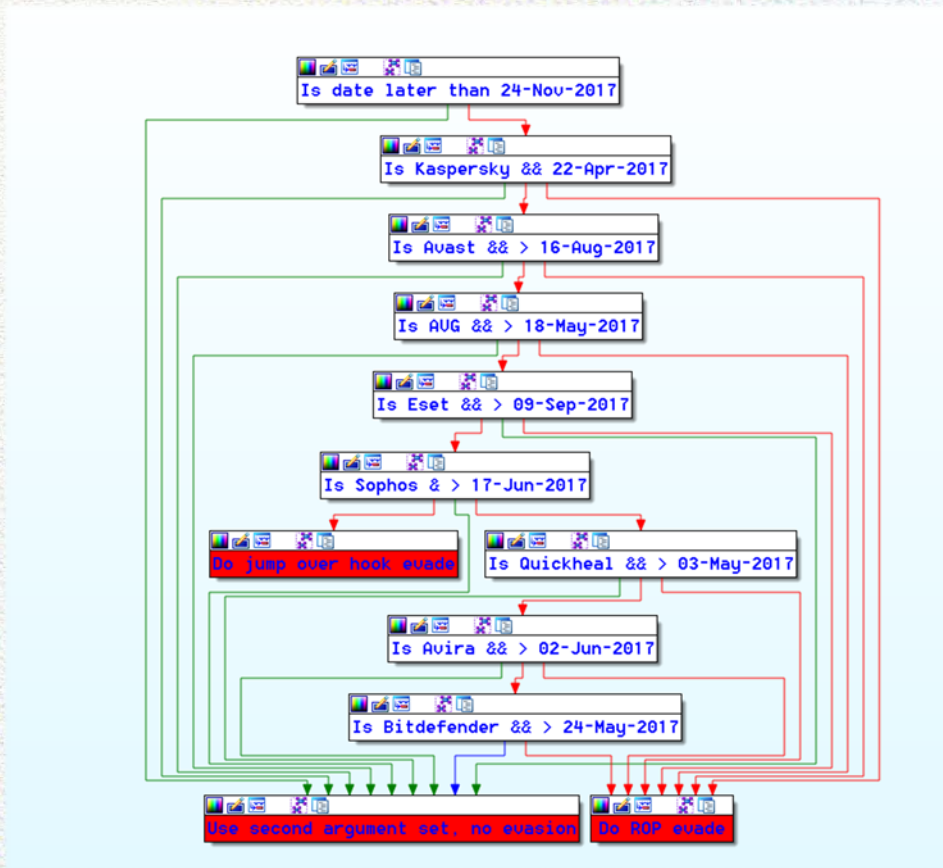 Is date later than 24-Nov-2017
Is Kaspersky && 22-Apr-2017
Is Avast && > 16-Aug-2017
Is AVG && > 18-May-2017
Is Eset && > 09-Sep-2017
Is Sophos & > 17-Jun-2017
Do jump over hook evade
Is Quickheal && > 03-May-2017
Is Avira && > 02-Jun-2017
Is Bitdefender && > 24-May-2017
Use second argument set, no evasion
Do ROP evade